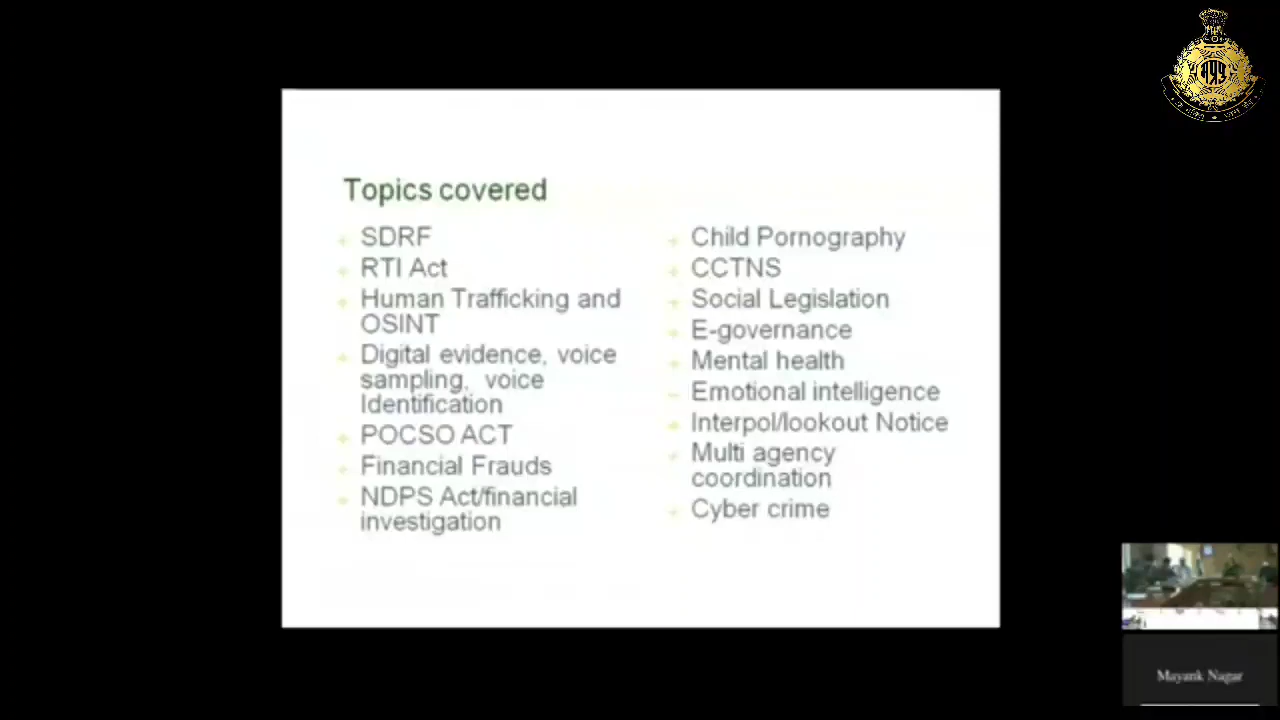 Topics covered
SDRF
RTI Act
Human Trafficking and
OSINT
Digital evidence, voice
sampling, voice
Identification
POCSO ACT
Financial Frauds
NDPS Act/financial
investigation
Child Pornography
CCTNS
Social Legislation
E-governance
Mental health
Emotional intelligence
Interpol/lookout Notice
Multi agency
coordination
Cyber crime
Mayank Nagar